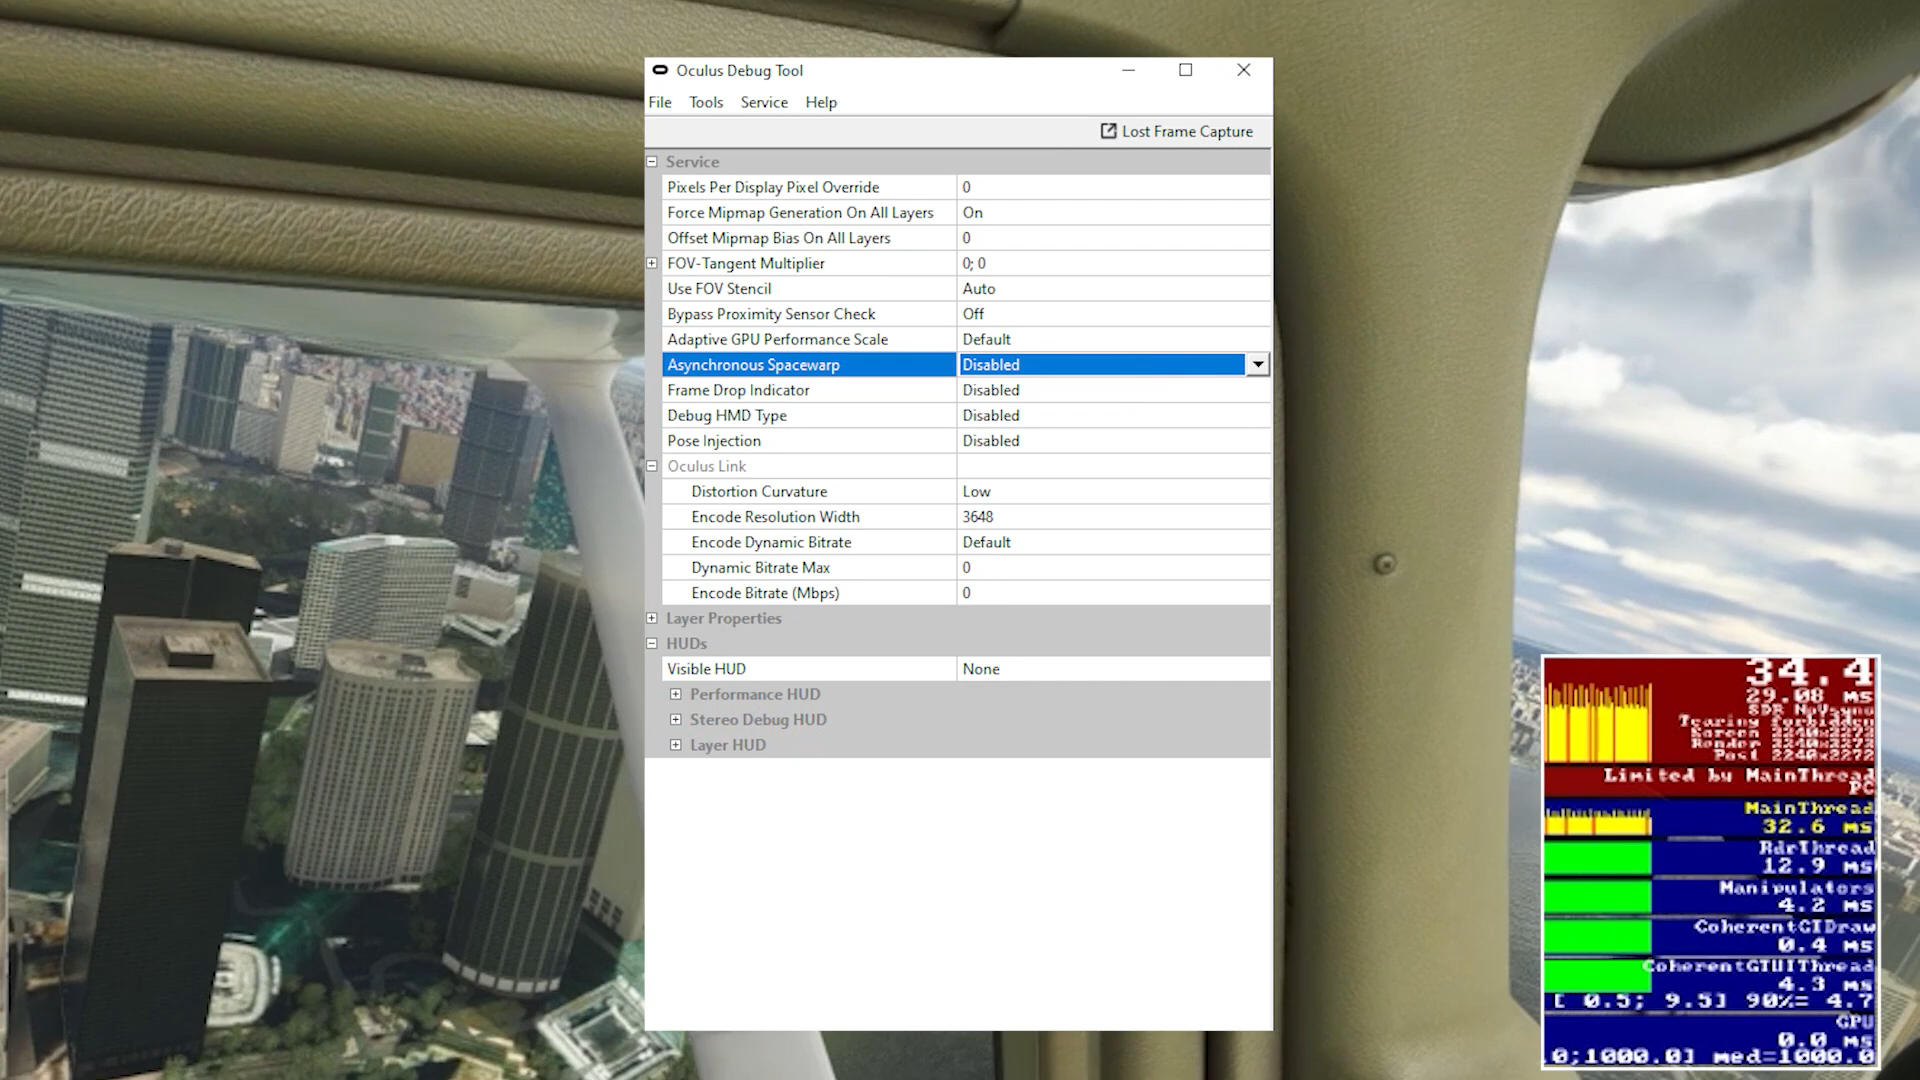 Oculus Debug Tool
File Tools Service Help
Lost Frame Capture
Service
Pixels Per Display Pixel Override 0
Force Mipmap Generation On All Layers On
Offset Mipmap Bias On All Layers 0
FOV-Tangent Multiplier 0; 0
Use FOV Stencil Auto
Bypass Proximity Sensor Check Off
Adaptive GPU Performance Scale Default
Asynchronous Spacewarp Disabled
Frame Drop Indicator Disabled
Debug HMD Type Disabled
Pose Injection Disabled
Oculus Link
Distortion Curvature Low
Encode Resolution Width 3648
Encode Dynamic Bitrate Default
Dynamic Bitrate Max 0
Encode Bitrate (Mbps) 0
Layer Properties
HUDs
Visible HUD None
Performance HUD
Stereo Debug HUD
Layer HUD
34.4
29.08 ms
SDR NoVsync
Tearing Forbidden
Screen
Render
Post
Limited by MainThread
PC
MainThread
32.6 ms
RdrThread
12.9 ms
Manipulators
4.2 ms
CoherentGTDraw
0.4 ms
CoherentGTUIThread
4.3 ms
[ 0.5; 9.5] 90%= 4.7
GPU
0.0 ms
.0;1000.0] med=1000.0